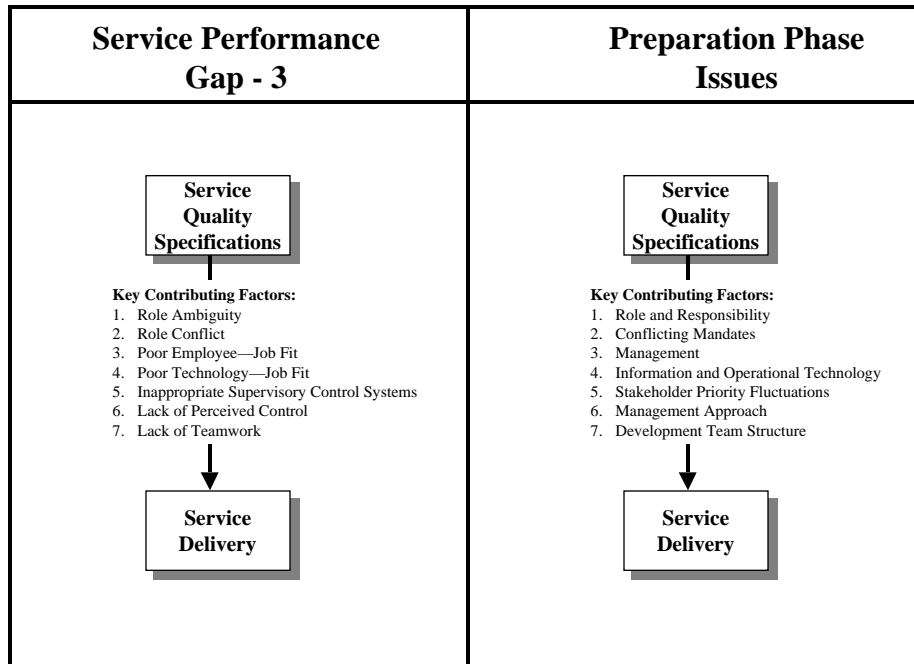 Service Performance
Gap - 3
Preparation Phase
Issues
Service
Quality
Specifications
Key Contributing Factors:
1. Role Ambiguity
2. Role Conflict
3. Poor Employee—Job Fit
4. Poor Technology—Job Fit
5. Inappropriate Supervisory Control Systems
6. Lack of Perceived Control
7. Lack of Teamwork
Service
Delivery
Service
Quality
Specifications
Key Contributing Factors:
1. Role and Responsibility
2. Conflicting Mandates
3. Management
4. Information and Operational Technology
5. Stakeholder Priority Fluctuations
6. Management Approach
7. Development Team Structure
Service
Delivery